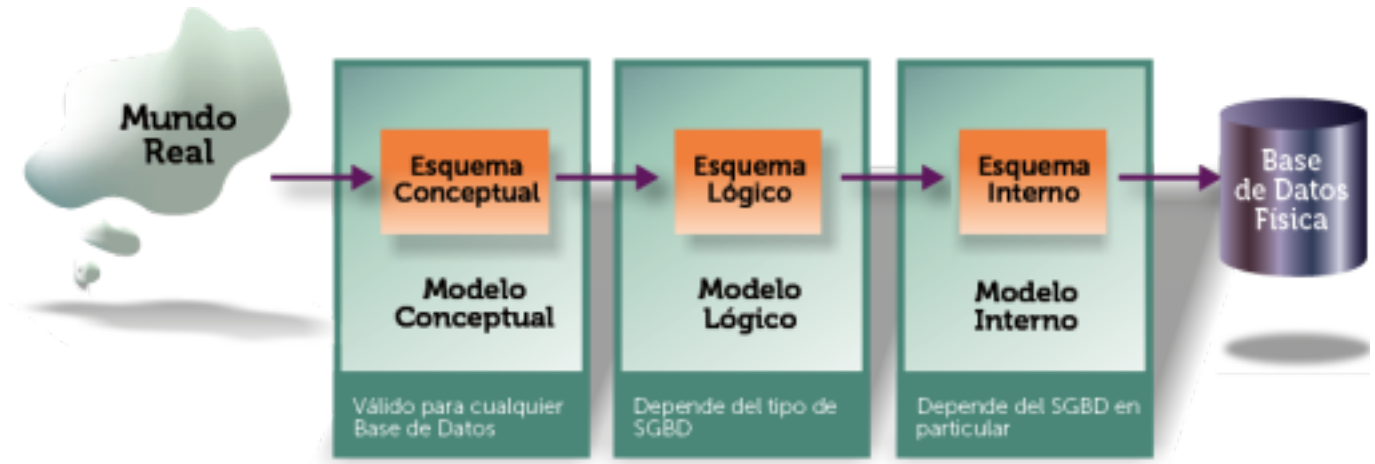 Mundo
Real
Esquema
Conceptual
Modelo
Conceptual
Válido para cualquier
Base de Datos
Esquema
Lógico
Modelo
Lógico
Depende del tipo de
SGBD
Esquema
Interno
Modelo
Interno
Depende del SGBD en
particular
Base
de Datos
Física